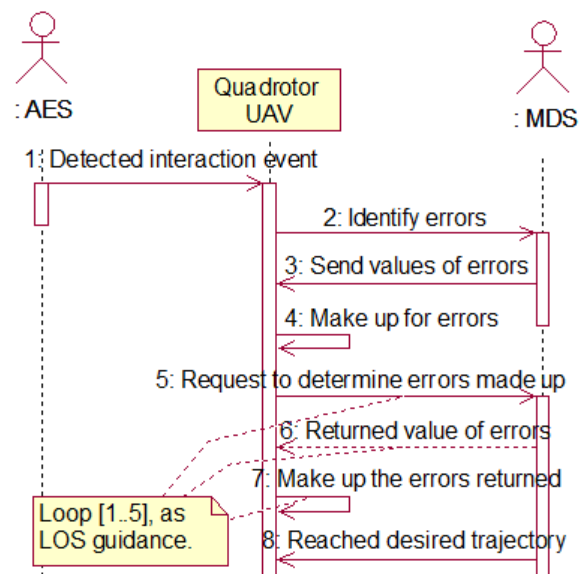 Quadrotor
UAV
: AES
: MDS
1: Detected interaction event
2: Identify errors
3: Send values of errors
4: Make up for errors
5: Request to determine errors made up
6: Returned value of errors
7: Make up the errors returned
Loop [1..5], as
LOS guidance.
8: Reached desired trajectory